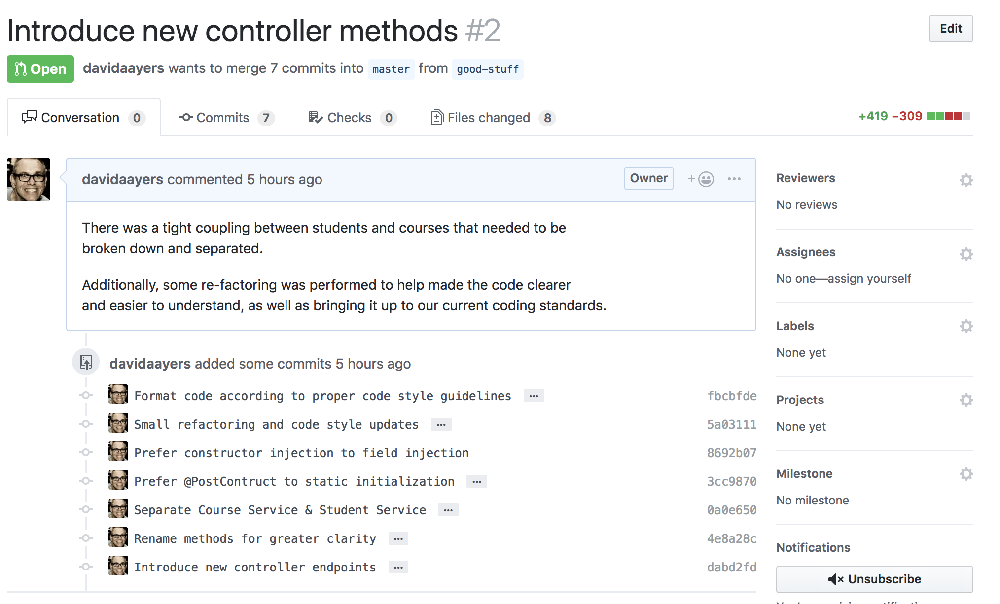 Introduce new controller methods #2
Edit
Open
davidaayers wants to merge 7 commits into master from good-stuff
Conversation 0
Commits 7
Checks 0
Files changed 8
+419 −309
davidaayers commented 5 hours ago
Owner
There was a tight coupling between students and courses that needed to be
broken down and separated.
Additionally, some re-factoring was performed to help made the code clearer
and easier to understand, as well as bringing it up to our current coding standards.
davidaayers added some commits 5 hours ago
Format code according to proper code style guidelines … fbcbfde
Small refactoring and code style updates … 5a03111
Prefer constructor injection to field injection 8692b07
Prefer @PostContruct to static initialization … 3cc9870
Separate Course Service & Student Service … 0a0e650
Rename methods for greater clarity … 4e8a28c
Introduce new controller endpoints … dabd2fd
Reviewers
No reviews
Assignees
No one—assign yourself
Labels
None yet
Projects
None yet
Milestone
No milestone
Notifications
Unsubscribe